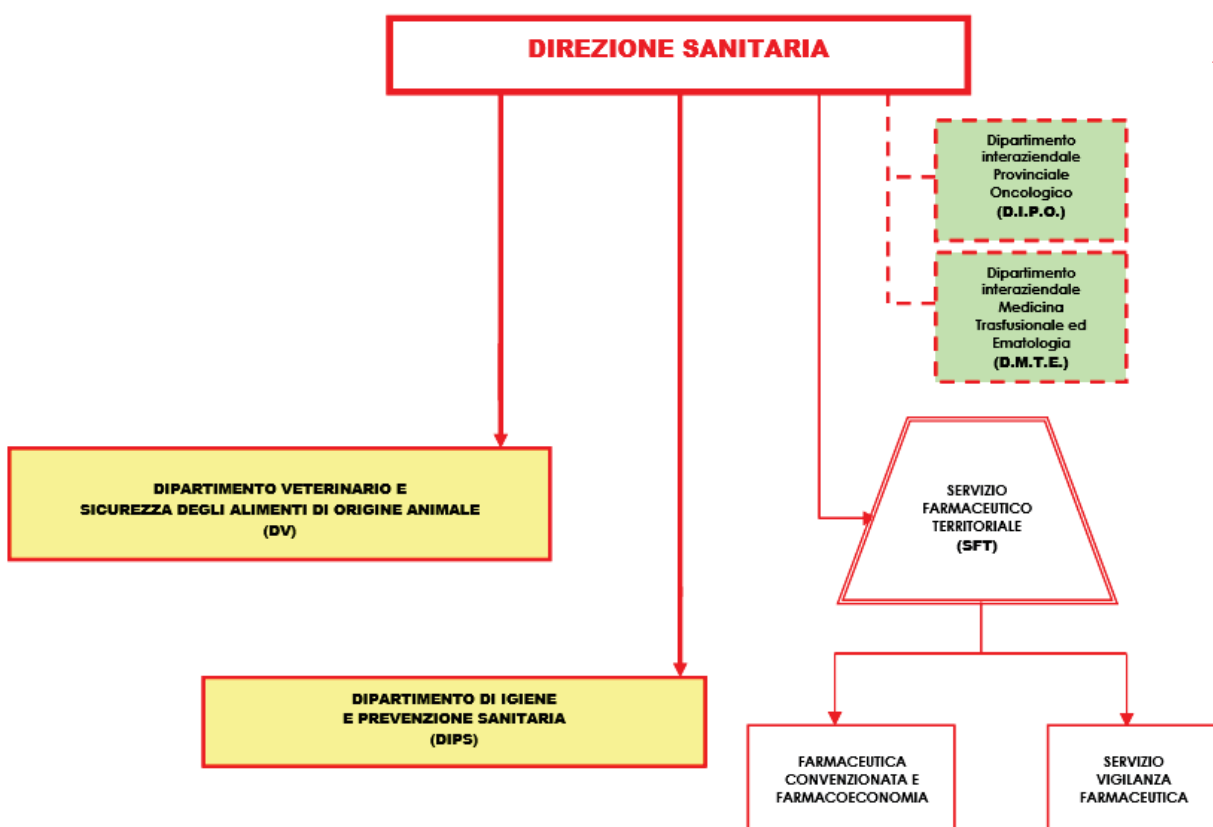 DIREZIONE SANITARIA
Dipartimento
interaziendale
Provinciale
Oncologico
(D.I.P.O.)
Dipartimento
interaziendale
Medicina
Trasfusionale ed
Ematologia
(D.M.T.E.)
DIPARTIMENTO VETERINARIO E
SICUREZZA DEGLI ALIMENTI DI ORIGINE ANIMALE
(DV)
SERVIZIO
FARMACEUTICO
TERRITORIALE
(SFT)
DIPARTIMENTO DI IGIENE
E PREVENZIONE SANITARIA
(DIPS)
FARMACEUTICA
CONVENZIONATA E
FARMACOECONOMIA
SERVIZIO
VIGILANZA
FARMACEUTICA